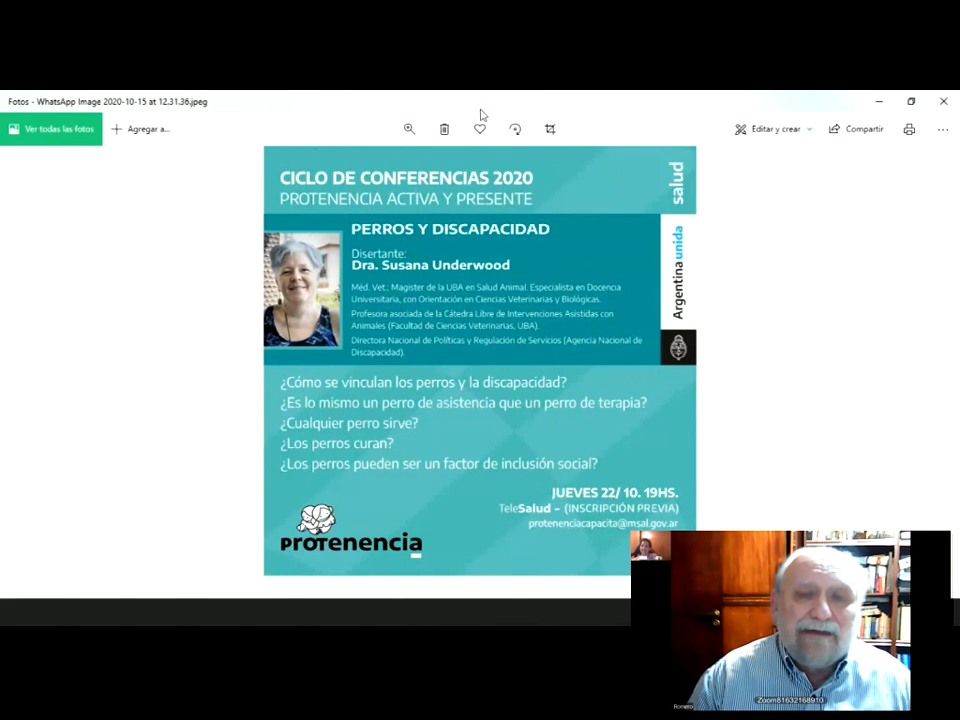 Fotos - WhatsApp Image 2020-10-15 at 12.31.36.jpeg
Ver todas las fotos
Agregar a...
Editar y crear
Compartir
CICLO DE CONFERENCIAS 2020
PROTENENCIA ACTIVA Y PRESENTE
salud
Argentina unida
PERROS Y DISCAPACIDAD
Disertante:
Dra. Susana Underwood
Méd. Vet.; Magister de la UBA en Salud Animal. Especialista en Docencia
Universitaria, con Orientación en Ciencias Veterinarias y Biológicas.
Profesora asociada de la Cátedra Libre de Intervenciones Asistidas con
Animales (Facultad de Ciencias Veterinarias, UBA).
Directora Nacional de Políticas y Regulación de Servicios (Agencia Nacional de
Discapacidad).
¿Cómo se vinculan los perros y la discapacidad?
¿Es lo mismo un perro de asistencia que un perro de terapia?
¿Cualquier perro sirve?
¿Los perros curan?
¿Los perros pueden ser un factor de inclusión social?
JUEVES 22/ 10. 19HS.
TeleSalud – (INSCRIPCIÓN PREVIA)
protenenciacapacita@msal.gov.ar
PROTENENCIA
Zoom81632168910
Romero